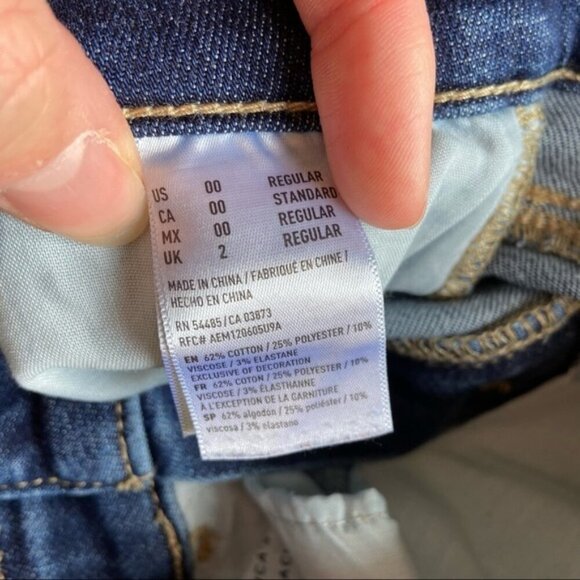 US 00 REGULAR
CA 00 STANDARD
MX 00 REGULAR
UK 2 REGULAR
MADE IN CHINA / FABRIQUÉ EN CHINE /
HECHO EN CHINA
RN 54485/CA 03873
RFC# AEM120605U9A
EN 62% COTTON / 25% POLYESTER / 10%
VISCOSE / 3% ELASTANE
EXCLUSIVE OF DECORATION
FR 62% COTON / 25% POLYESTER / 10%
VISCOSE / 3% ÉLASTHANNE
À L'EXCEPTION DE LA GARNITURE
SP 62% algodón / 25% poliéster / 10%
viscosa / 3% elastano